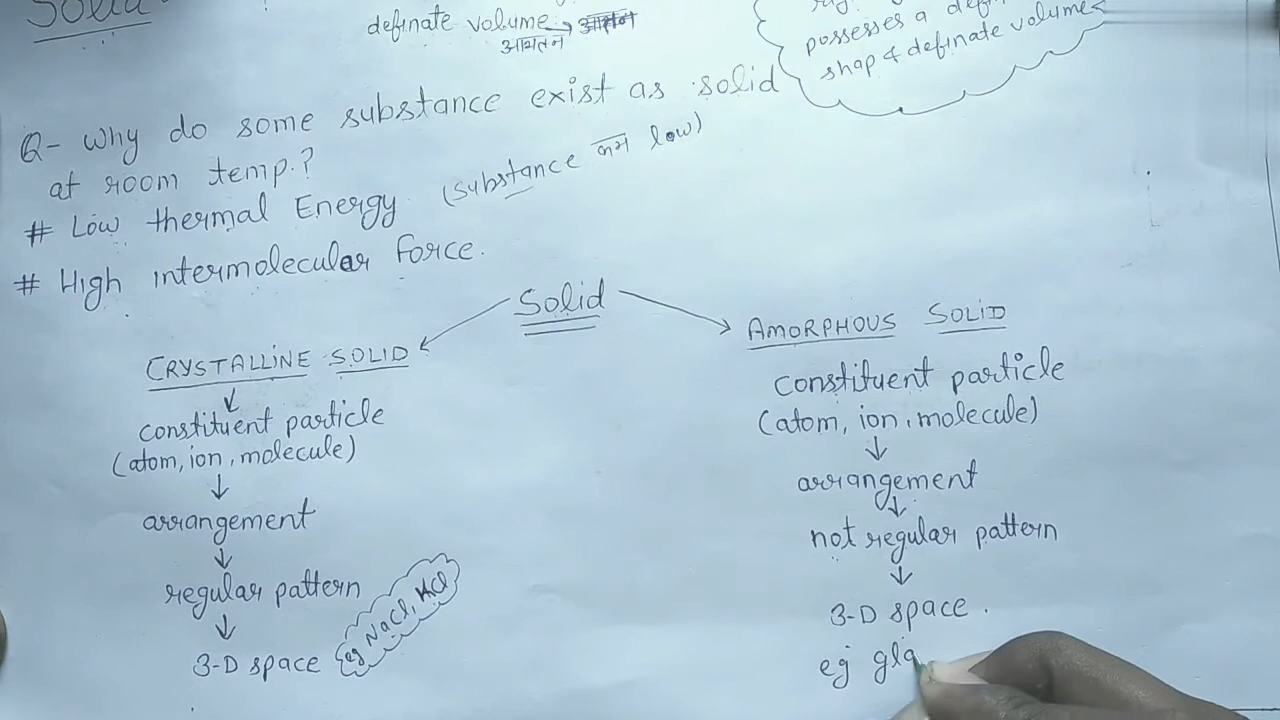 Solid
definate volume →
आयतन
possesses a
shap & definate volume
Q- Why do some substance exist as solid
at room temp.?
# Low thermal Energy (substance कम low)
# High intermolecular force.
Solid
CRYSTALLINE SOLID
constituent particle
(atom, ion, molecule)
↓
arrangement
↓
regular pattern
↓
3-D space
eg NaCl, KCl
AMORPHOUS SOLID
constituent particle
(atom, ion, molecule)
↓
arrangement
↓
not regular pattern
↓
3-D space.
eg gla